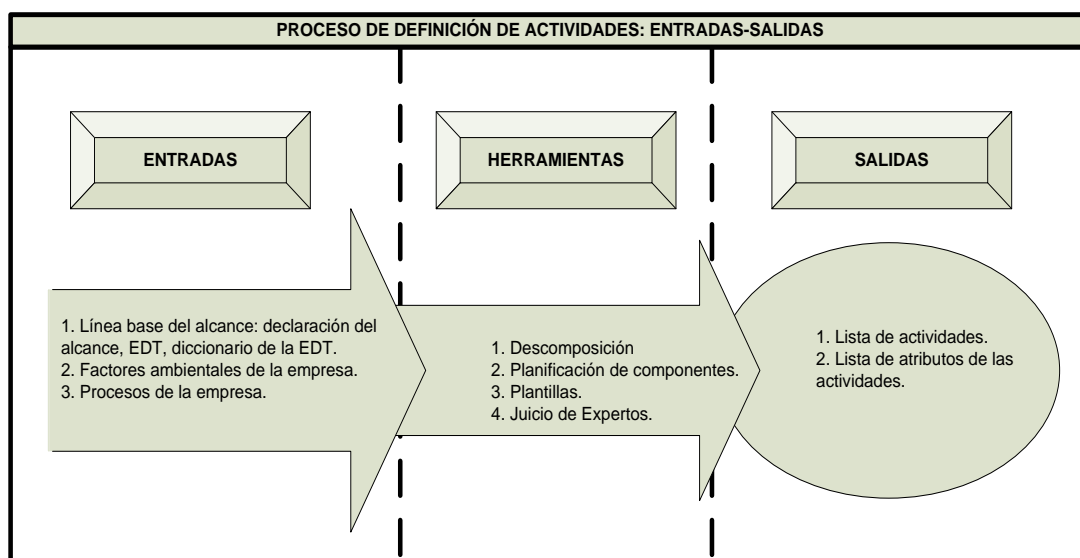 PROCESO DE DEFINICIÓN DE ACTIVIDADES: ENTRADAS-SALIDAS
ENTRADAS
HERRAMIENTAS
SALIDAS
1. Línea base del alcance: declaración del
alcance, EDT, diccionario de la EDT.
2. Factores ambientales de la empresa.
3. Procesos de la empresa.
1. Descomposición
2. Planificación de componentes.
3. Plantillas.
4. Juicio de Expertos.
1. Lista de actividades.
2. Lista de atributos de las
actividades.